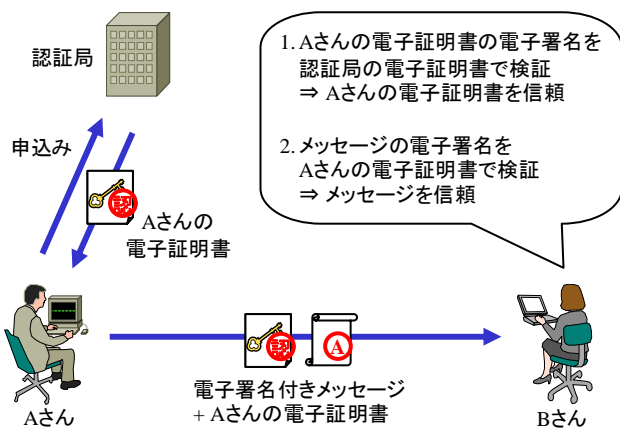 認証局
申込み
Aさんの
電子証明書
1. Aさんの電子証明書の電子署名を
認証局の電子証明書で検証
⇒ Aさんの電子証明書を信頼
2. メッセージの電子署名を
Aさんの電子証明書で検証
⇒ メッセージを信頼
認
認
A
電子署名付きメッセージ
+ Aさんの電子証明書
Aさん
Bさん